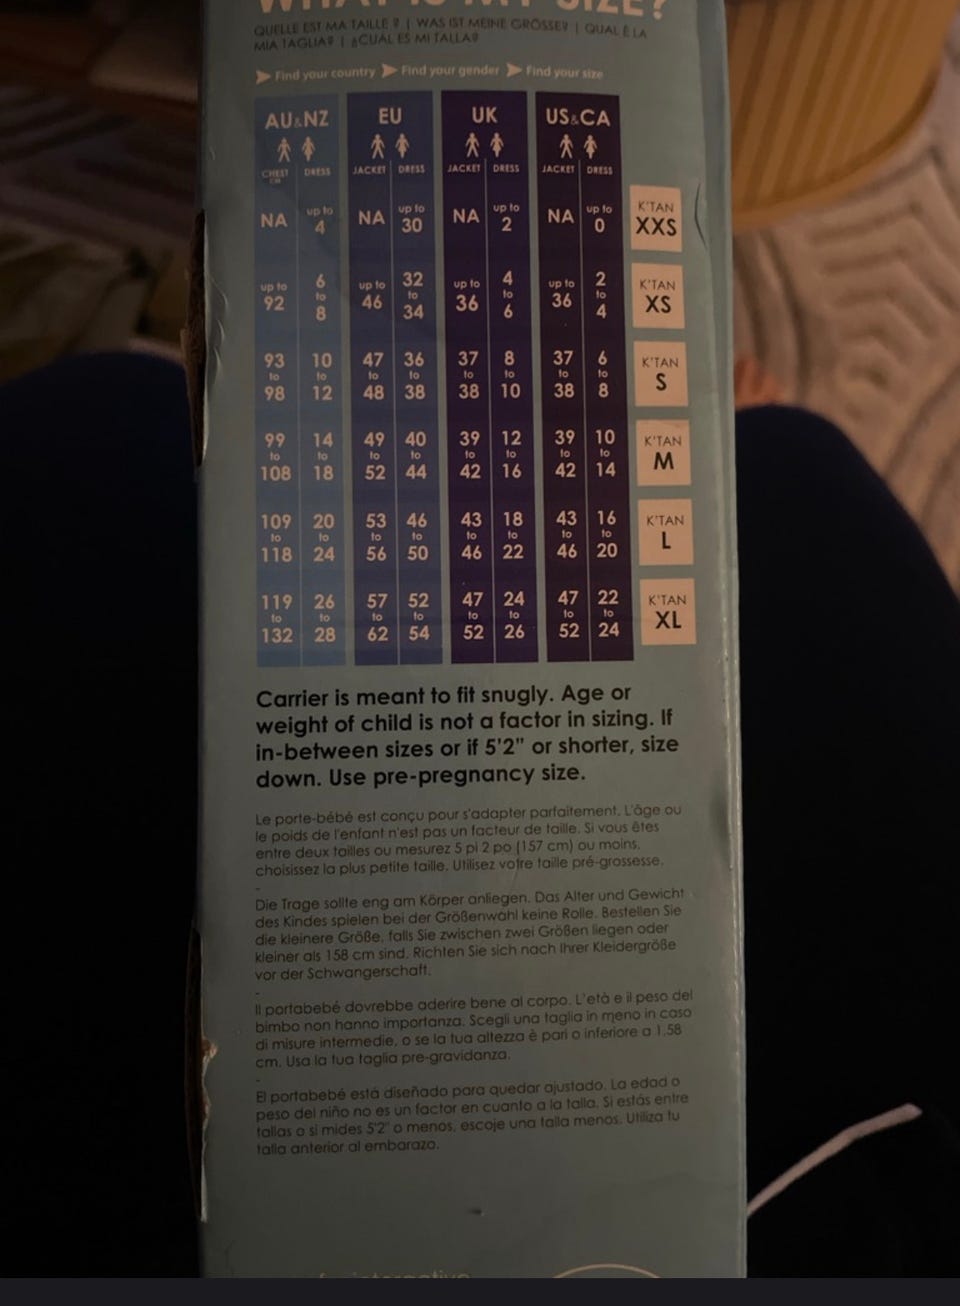 WHAT IS MY SIZE?
QUELLE EST MA TAILLE ? | WAS IST MEINE GRÖSSE? | QUAL È LA
MIA TAGLIA? | ¿CUÁL ES MI TALLA?
Find your country Find your gender Find your size
AU&NZ EU UK US&CA
CHEST CM DRESS JACKET DRESS JACKET DRESS JACKET DRESS
NA up to 4 NA up to 30 NA up to 2 NA up to 0 K'TAN XXS
up to 92 6 to 8 up to 46 32 to 34 up to 36 4 to 6 up to 36 2 to 4 K'TAN XS
93 to 98 10 to 12 47 to 48 36 to 38 37 to 38 8 to 10 37 to 38 6 to 8 K'TAN S
99 to 108 14 to 18 49 to 52 40 to 44 39 to 42 12 to 16 39 to 42 10 to 14 K'TAN M
109 to 118 20 to 24 53 to 56 46 to 50 43 to 46 18 to 22 43 to 46 16 to 20 K'TAN L
119 to 132 26 to 28 57 to 62 52 to 54 47 to 52 24 to 26 47 to 52 22 to 24 K'TAN XL
Carrier is meant to fit snugly. Age or
weight of child is not a factor in sizing. If
in-between sizes or if 5'2" or shorter, size
down. Use pre-pregnancy size.
Le porte-bébé est conçu pour s'adapter parfaitement. L'âge ou
le poids de l'enfant n'est pas un facteur de taille. Si vous êtes
entre deux tailles ou mesurez 5 pi 2 po (157 cm) ou moins,
choisissez la plus petite taille. Utilisez votre taille pré-grossesse.
-
Die Trage sollte eng am Körper anliegen. Das Alter und Gewicht
des Kindes spielen bei der Größenwahl keine Rolle. Bestellen Sie
die kleinere Größe, falls Sie zwischen zwei Größen liegen oder
kleiner als 158 cm sind. Richten Sie sich nach Ihrer Kleidergröße
vor der Schwangerschaft.
-
Il portabebé dovrebbe aderire bene al corpo. L'età e il peso del
bimbo non hanno importanza. Scegli una taglia in meno in caso
di misure intermedie, o se la tua altezza è pari o inferiore a 1.58
cm. Usa la tua taglia pre-gravidanza.
-
El portabebé está diseñado para quedar ajustado. La edad o
peso del niño no es un factor en cuanto a la talla. Si estás entre
tallas o si mides 5'2" o menos, escoje una talla menos. Utiliza tu
talla anterior al embarazo.